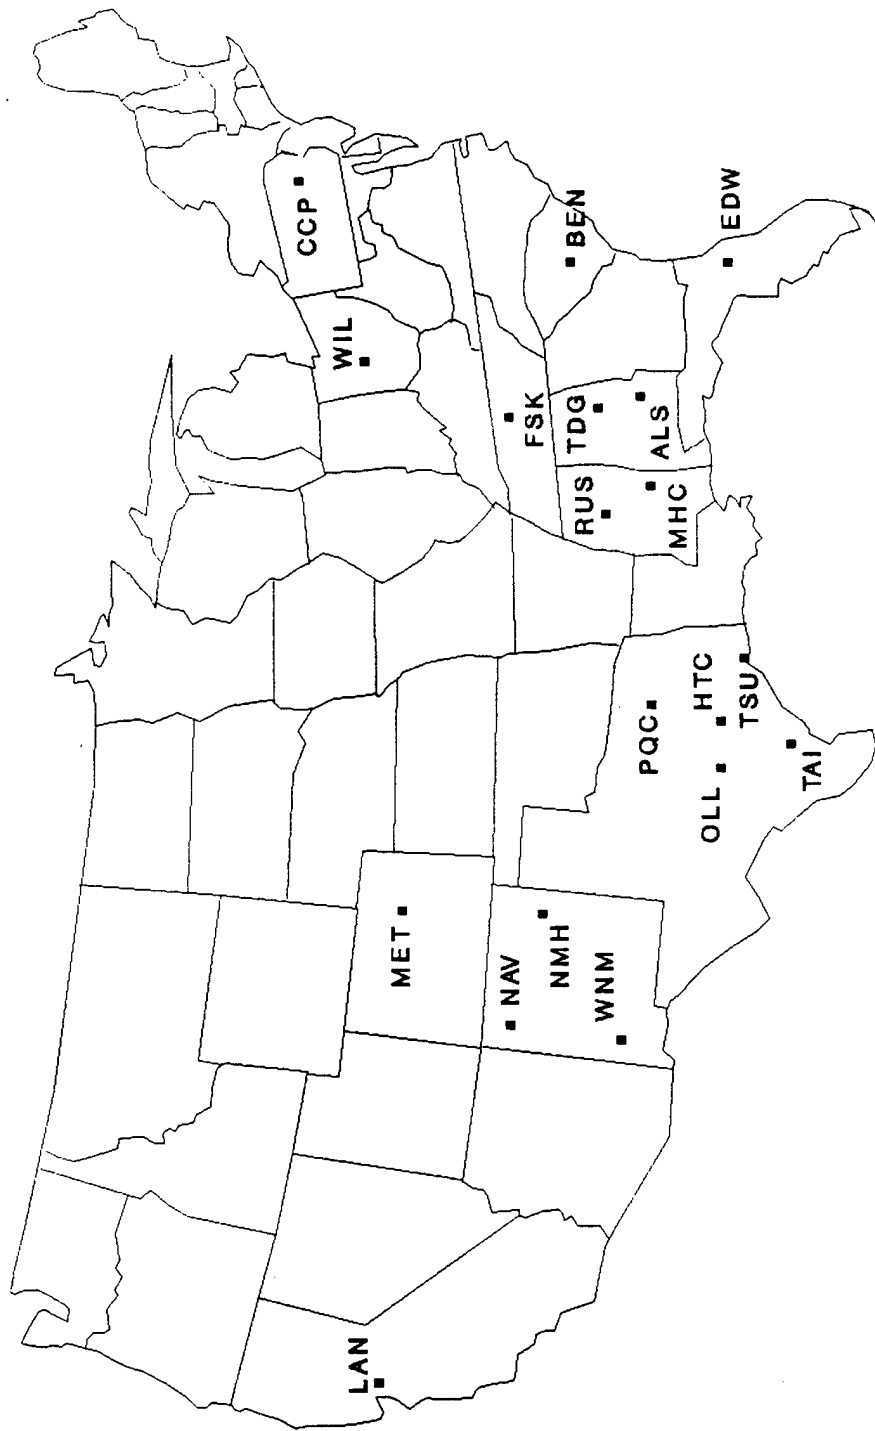 CCP
WIL
BEN
EDW
FSK
TDG
ALS
RUS
MHC
PQC
HTC
TSU
OLL
TAI
MET
NAV
NMH
WNM
LAN